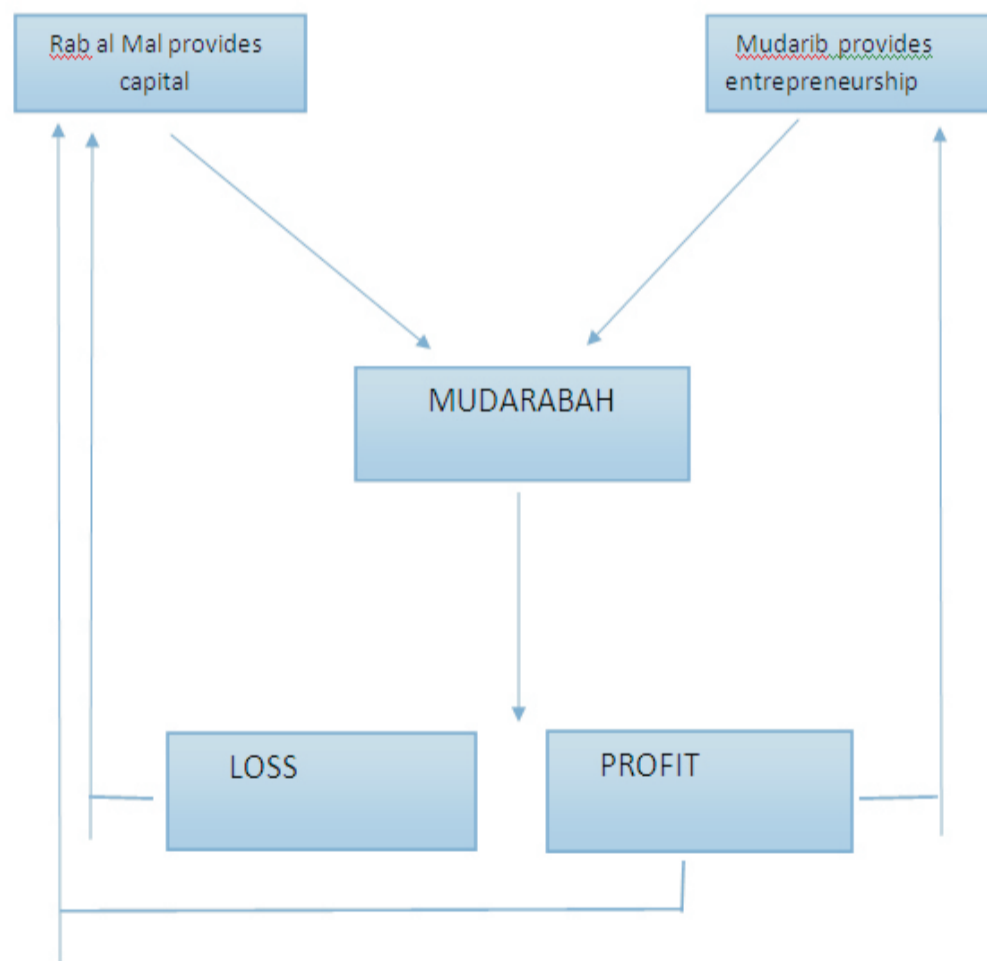 Rab al Mal provides
capital
Mudarib provides
entrepreneurship
MUDARABAH
LOSS
PROFIT